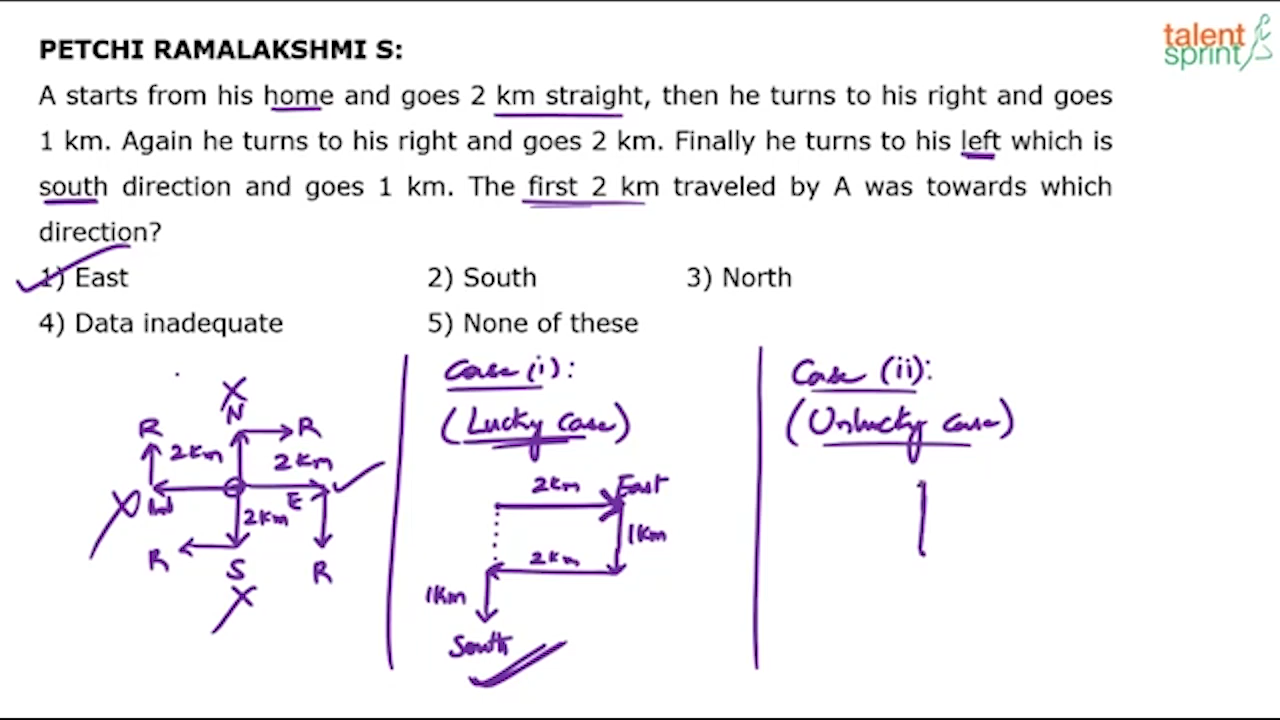 talent
sprint
PETCHI RAMALAKSHMI S:
A starts from his home and goes 2 km straight, then he turns to his right and goes
1 km. Again he turns to his right and goes 2 km. Finally he turns to his left which is
south direction and goes 1 km. The first 2 km traveled by A was towards which
direction?
1) East 2) South 3) North
4) Data inadequate 5) None of these
X
N
R
R
2km
2km
W
E
2km
R
S
R
X
Case (i):
(Lucky case)
2km
East
1km
2km
1km
South
Case (ii):
(Unlucky case)